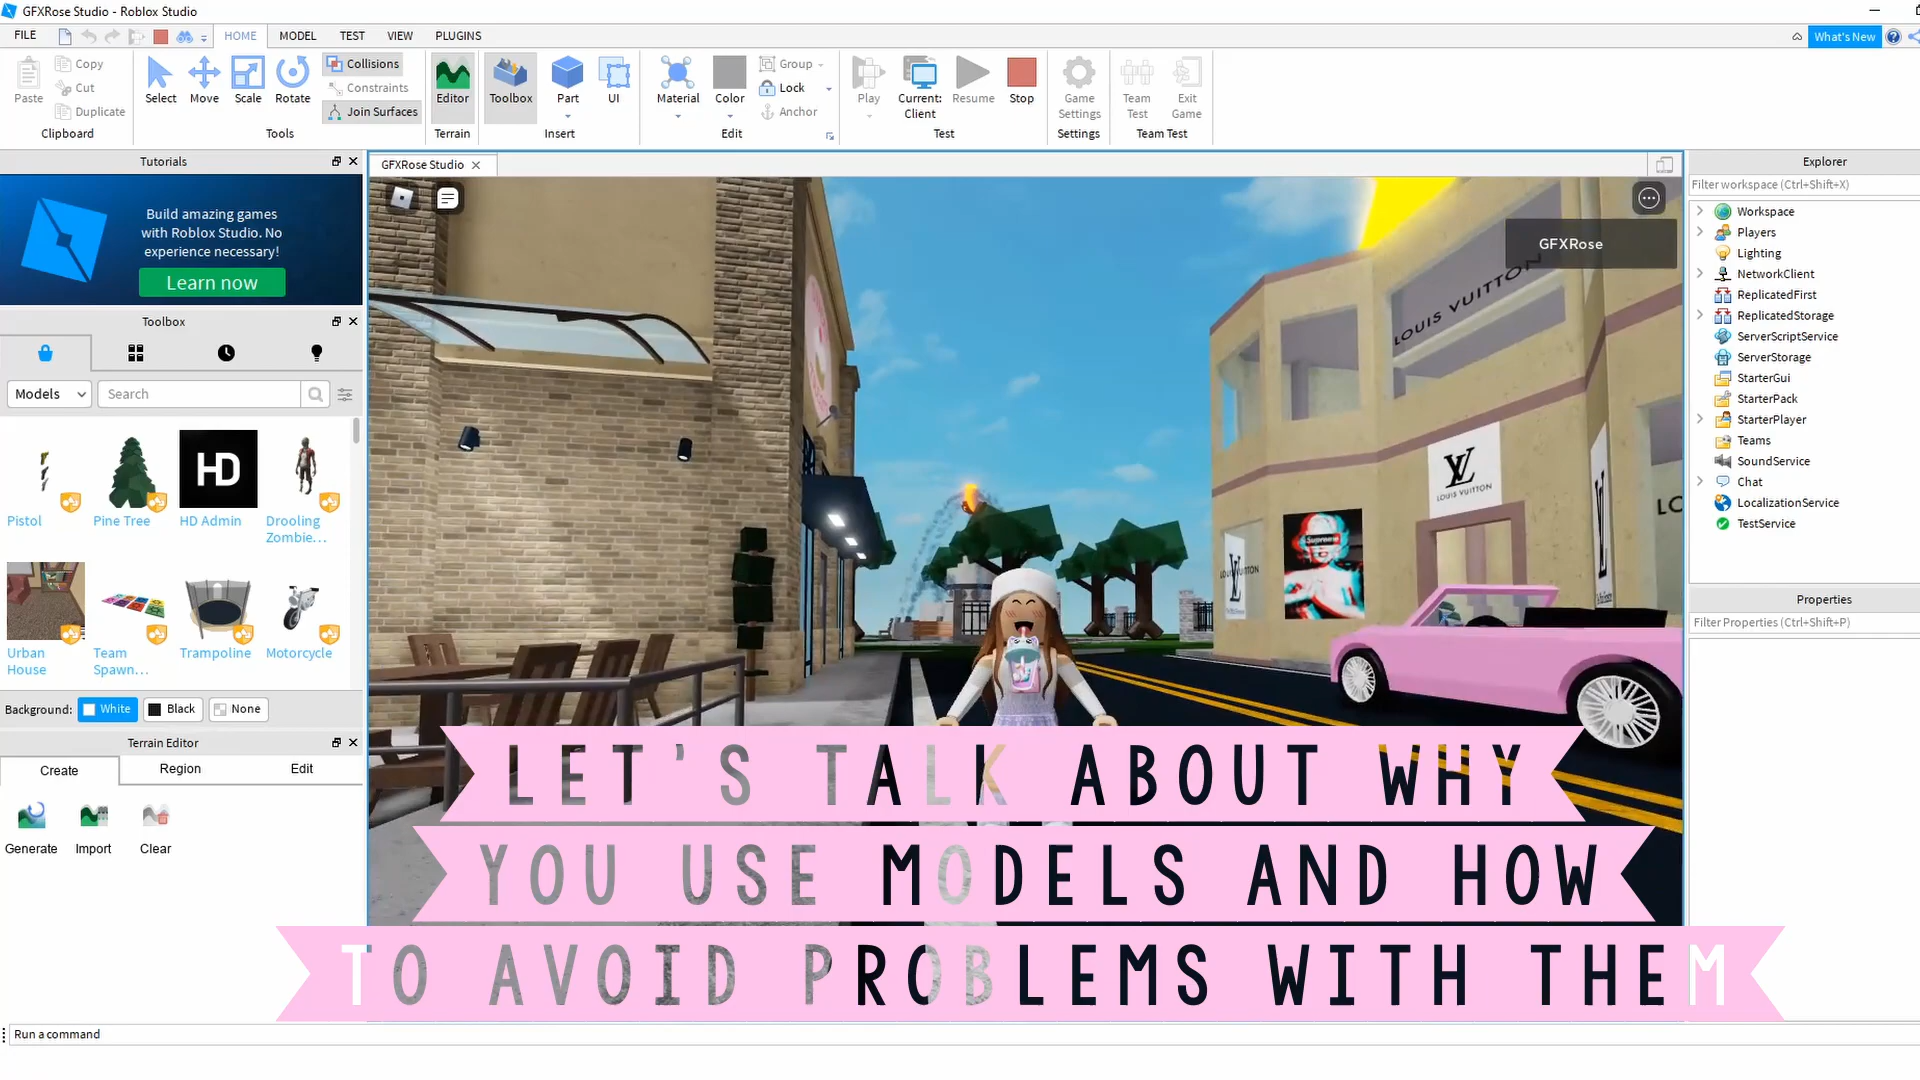 GFXRose Studio - Roblox Studio
FILE
HOME
MODEL
TEST
VIEW
PLUGINS
What's New
Paste
Copy
Cut
Duplicate
Clipboard
Select
Move
Scale
Rotate
Collisions
Constraints
Join Surfaces
Tools
Editor
Terrain
Toolbox
Part
UI
Insert
Material
Color
Group
Lock
Anchor
Edit
Play
Current:
Client
Resume
Stop
Test
Game
Settings
Settings
Team
Test
Exit
Game
Team Test
Tutorials
Build amazing games
with Roblox Studio. No
experience necessary!
Learn now
Toolbox
Models
Search
Pistol
Pine Tree
HD
HD Admin
Drooling
Zombie...
Urban
House
Team
Spawn...
Trampoline
Motorcycle
Background:
White
Black
None
Terrain Editor
Create
Region
Edit
Generate
Import
Clear
GFXRose Studio
GFXRose
LOUIS VUITTON
LV
LOUIS VUITTON
Supreme
LET'S TALK ABOUT WHY
YOU USE MODELS AND HOW
TO AVOID PROBLEMS WITH THEM
Explorer
Filter workspace (Ctrl+Shift+X)
Workspace
Players
Lighting
NetworkClient
ReplicatedFirst
ReplicatedStorage
ServerScriptService
ServerStorage
StarterGui
StarterPack
StarterPlayer
Teams
SoundService
Chat
LocalizationService
TestService
Properties
Filter Properties (Ctrl+Shift+P)
Run a command